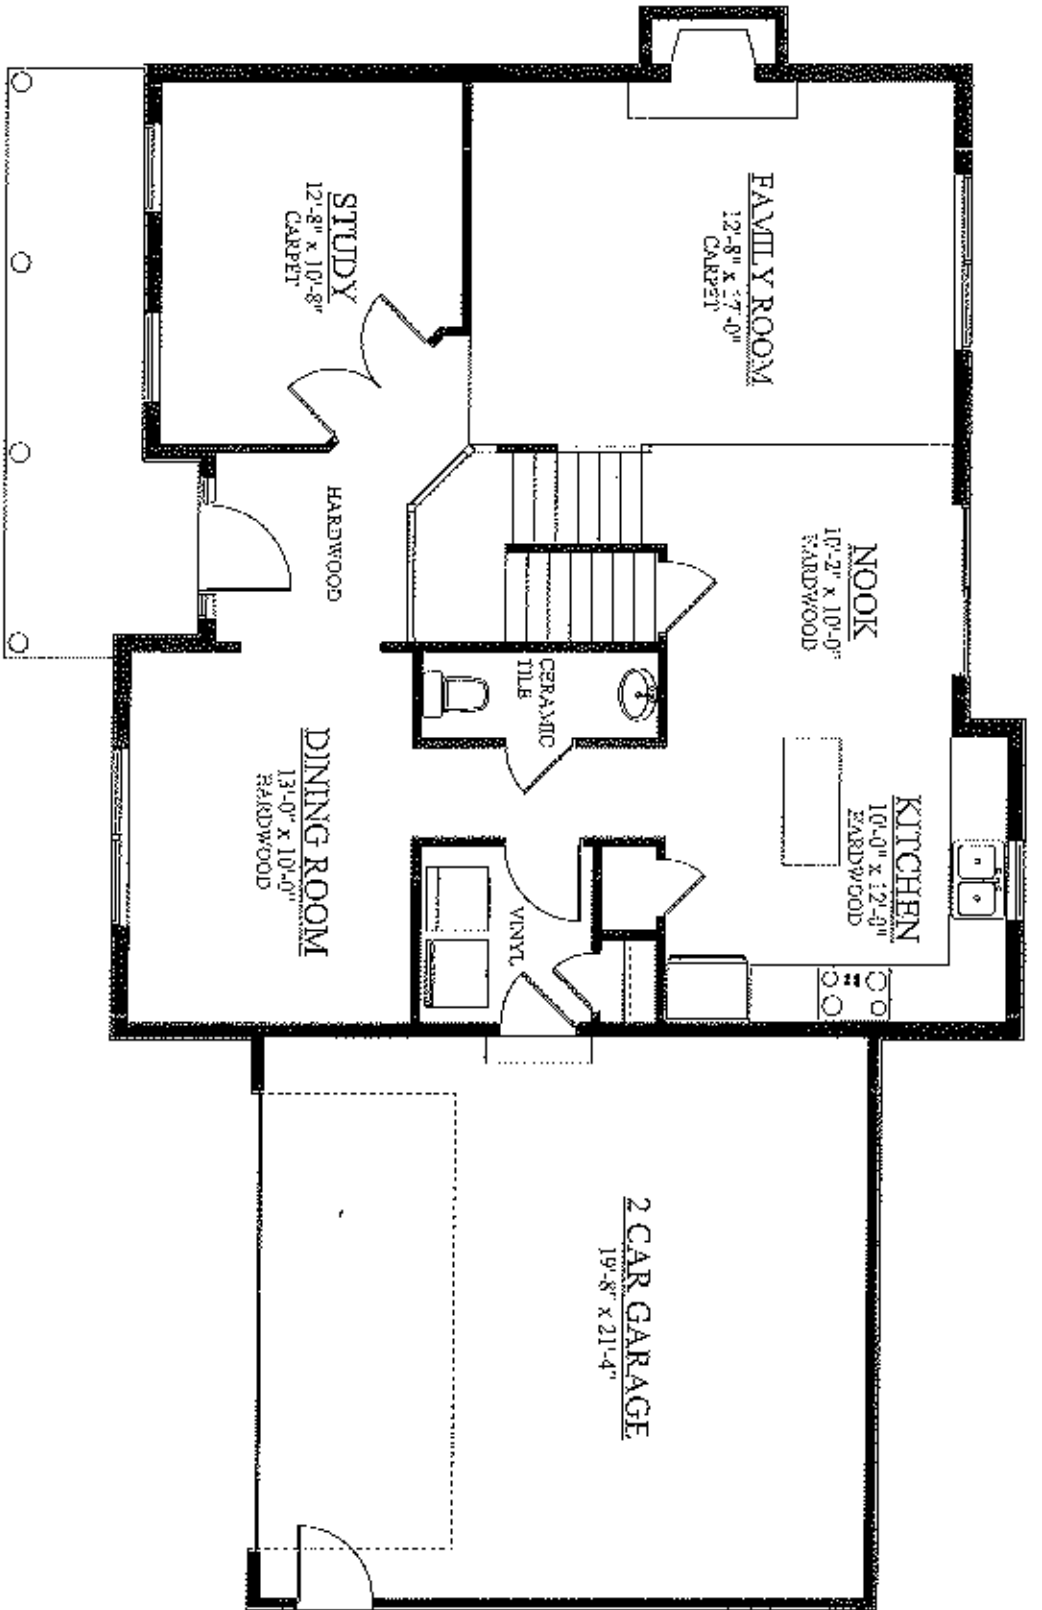 FAMILY ROOM
12'-8" x 17'-0"
CARPET
NOOK
10'-2" x 10'-0"
HARDWOOD
KITCHEN
10'-0" x 12'-0"
HARDWOOD
STUDY
12'-8" x 10'-8"
CARPET
HARDWOOD
CERAMIC
TILE
VINYL
DINING ROOM
13'-0" x 10'-0"
HARDWOOD
2 CAR GARAGE
19'-8" x 21'-4"